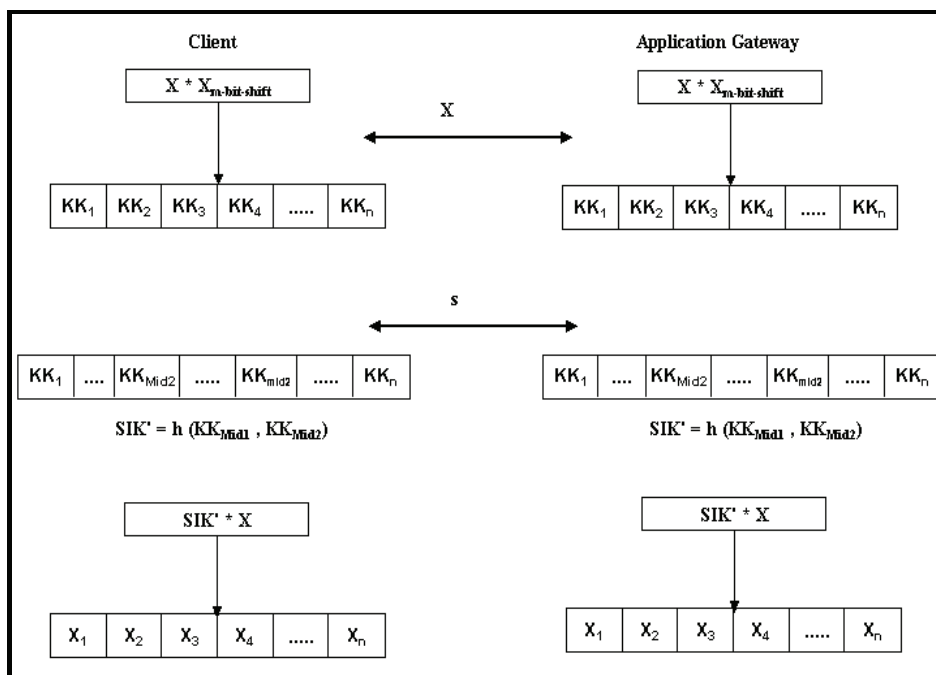 Client
Application Gateway
X * Xm-bit-shift
X * Xm-bit-shift
X
KK1 KK2 KK3 KK4 ..... KKn
KK1 KK2 KK3 KK4 ..... KKn
s
KK1 .... KKMid2 ..... KKmid2 ..... KKn
KK1 .... KKMid2 ..... KKmid2 ..... KKn
SIK' = h (KKMid1 , KKMid2)
SIK' = h (KKMid1 , KKMid2)
SIK' * X
SIK' * X
X1 X2 X3 X4 ..... Xn
X1 X2 X3 X4 ..... Xn